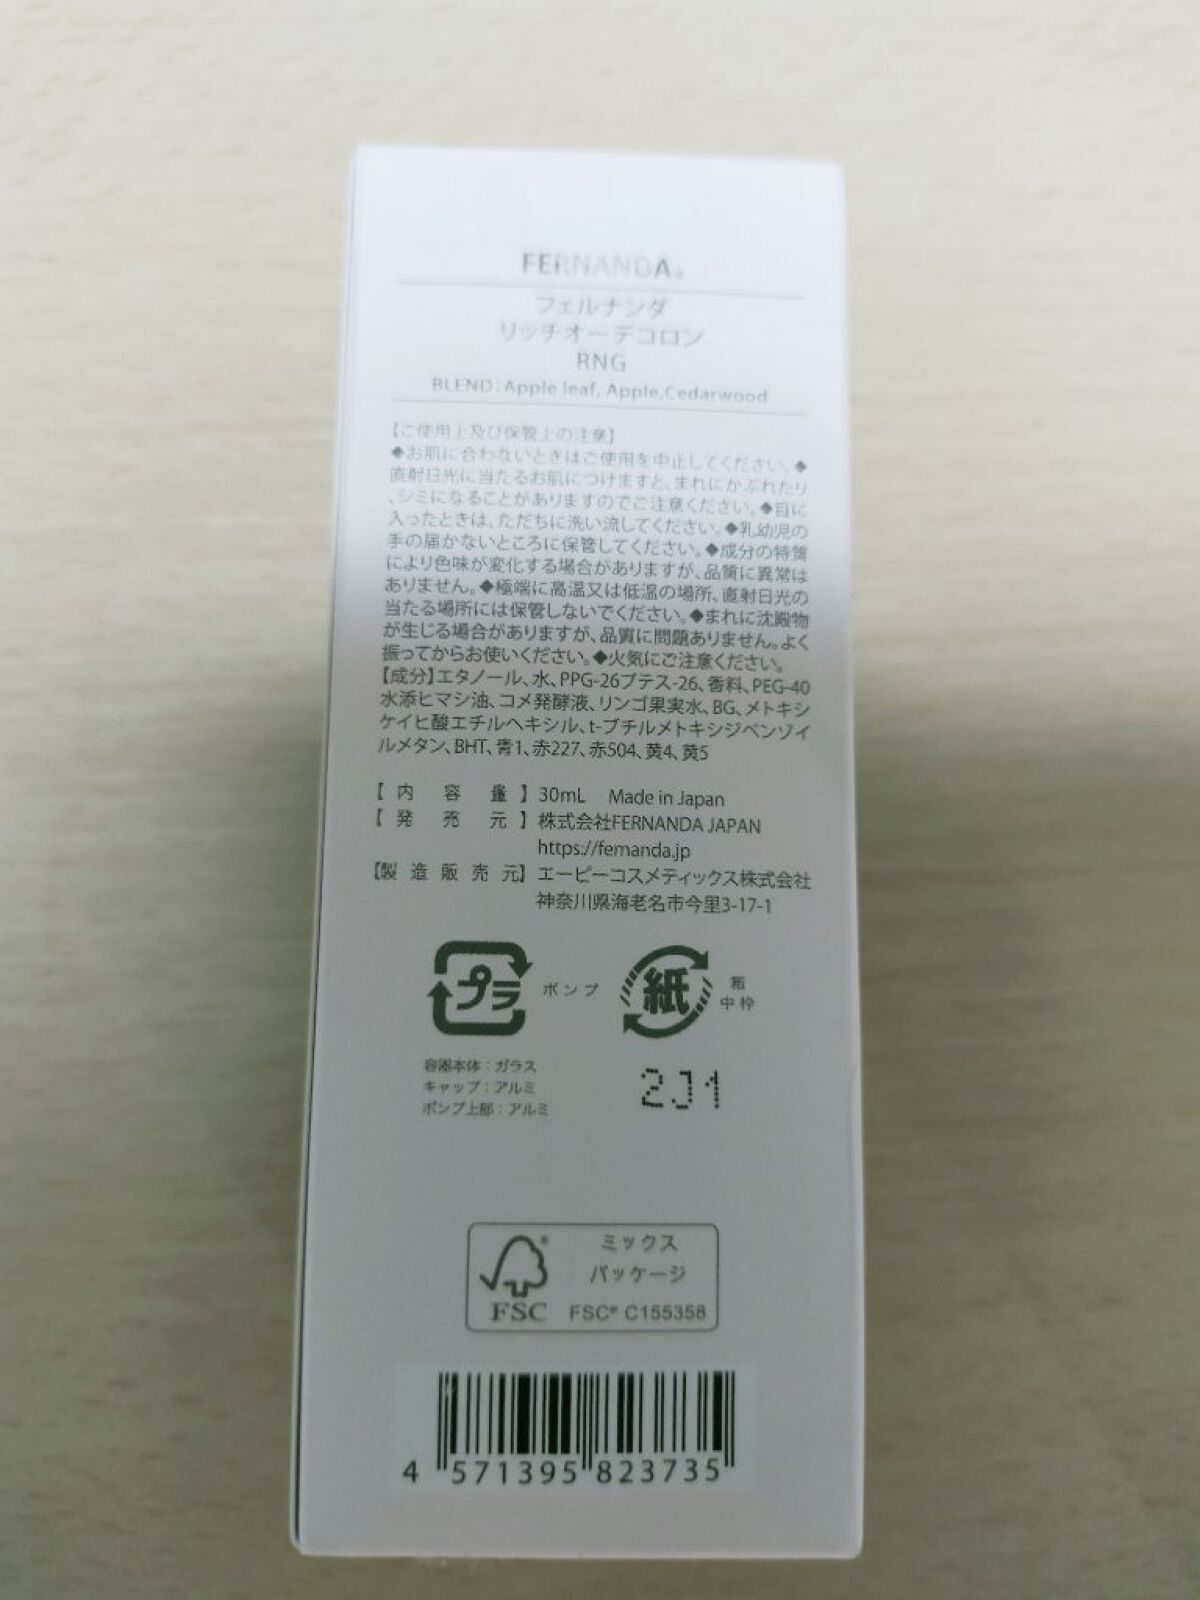 FERNANDA®
フェルナンダ
リッチオーデコロン
RNG
BLEND:Apple leaf, Apple,Cedarwood
【ご使用上及び保管上の注意】
◆お肌に合わないときはご使用を中止してください。◆
直射日光に当たるお肌につけますと、まれにかぶれたり
、シミになることがありますのでご注意ください。◆目に
入ったときは、ただちに洗い流してください。◆乳幼児の
手の届かないところに保管してください。◆成分の特質
により色味が変化する場合がありますが、品質に異常は
ありません。◆極端に高温又は低温の場所、直射日光の
当たる場所には保管しないでください。◆まれに沈殿物
が生じる場合がありますが、品質に問題ありません。よく
振ってからお使いください。◆火気にご注意ください。
【成分】エタノール、水、PPG-26ブテス-26、香料、PEG-40
水添ヒマシ油、コメ発酵液、リンゴ果実水、BG、メトキシ
ケイヒ酸エチルヘキシル、t-ブチルメトキシジベンゾイ
ルメタン、BHT、青1、赤227、赤504、黄4、黄5
【内容量】30mL Made in Japan
【発売元】株式会社FERNANDA JAPAN
https://fernanda.jp
【製造販売元】エーピーコスメティックス株式会社
神奈川県海老名市今里3-17-1
プラ ポンプ
紙 箱
中枠
容器本体：ガラス
キャップ：アルミ
ポンプ上部：アルミ
2J1
ミックス
パッケージ
FSC® C155358
® FSC
4 571395 823735